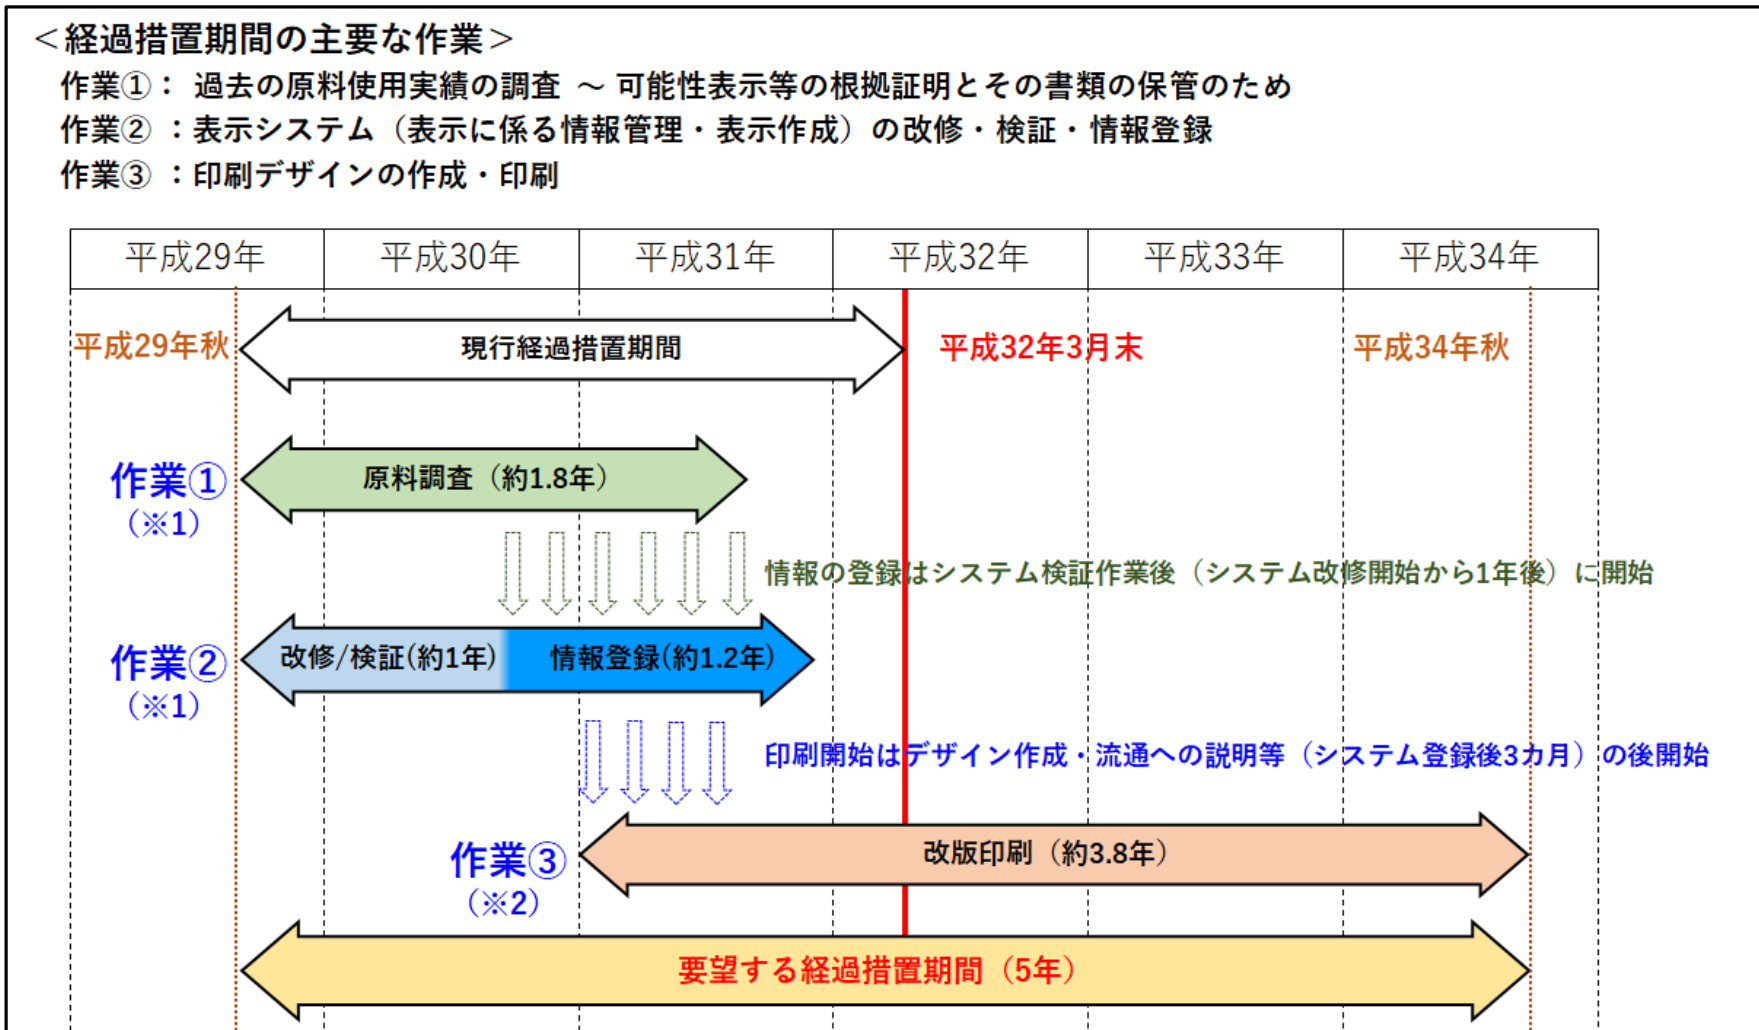 ＜経過措置期間の主要な作業＞
作業①： 過去の原料使用実績の調査 ～ 可能性表示等の根拠証明とその書類の保管のため
作業② ：表示システム（表示に係る情報管理・表示作成）の改修・検証・情報登録
作業③ ：印刷デザインの作成・印刷
平成29年 平成30年 平成31年 平成32年 平成33年 平成34年
平成29年秋 現行経過措置期間 平成32年3月末 平成34年秋
作業① 原料調査（約1.8年）
（※1）
情報の登録はシステム検証作業後（システム改修開始から1年後）に開始
作業② 改修/検証(約1年) 情報登録(約1.2年)
（※1）
印刷開始はデザイン作成・流通への説明等（システム登録後3カ月）の後開始
作業③ 改版印刷（約3.8年）
（※2）
要望する経過措置期間（5年）